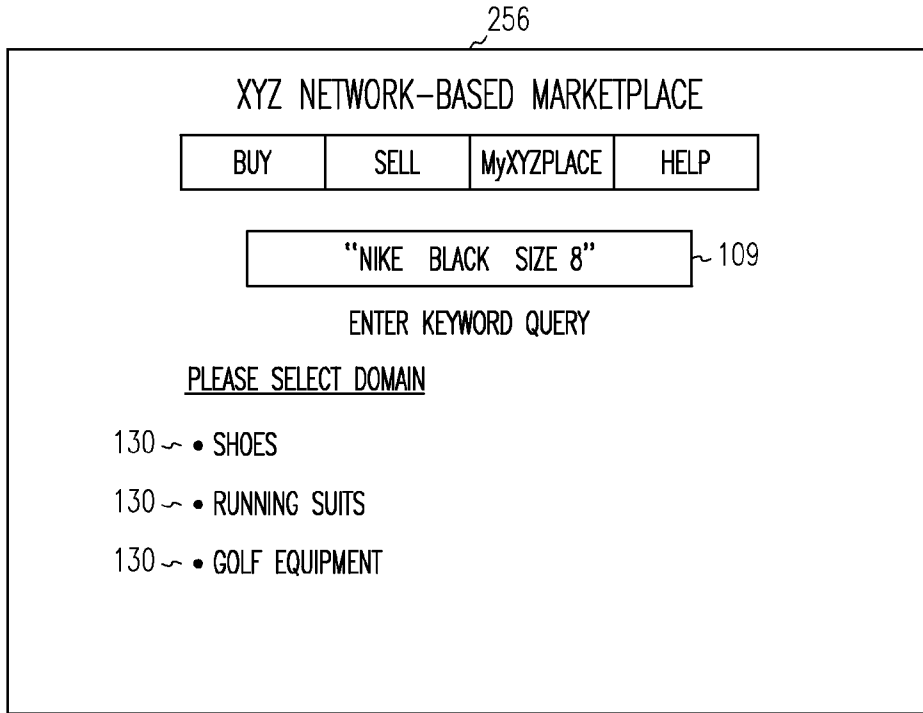 256
XYZ NETWORK-BASED MARKETPLACE
BUY SELL MyXYZPLACE HELP
"NIKE BLACK SIZE 8" 109
ENTER KEYWORD QUERY
PLEASE SELECT DOMAIN
130 • SHOES
130 • RUNNING SUITS
130 • GOLF EQUIPMENT